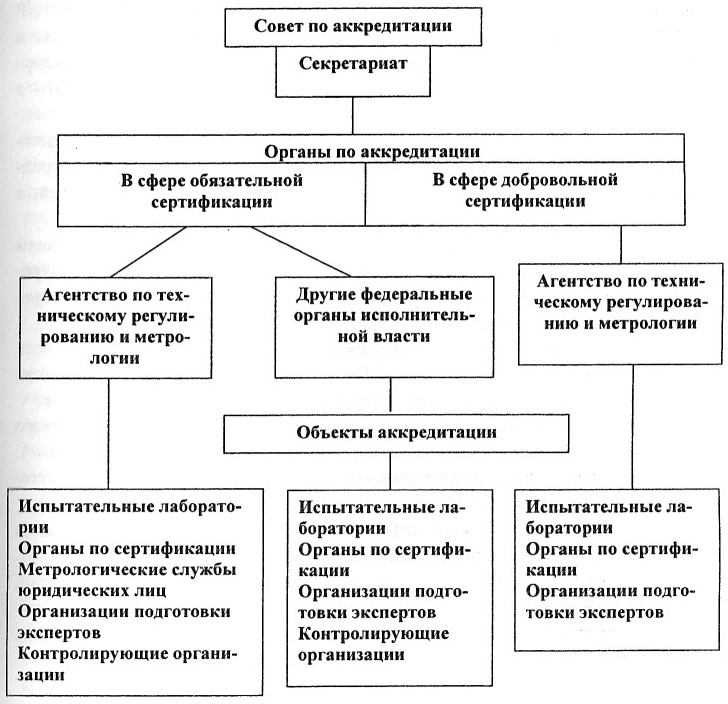 Совет по аккредитации
Секретариат
Органы по аккредитации
В сфере обязательной
сертификации
В сфере добровольной
сертификации
Агентство по тех-
ническому регули-
рованию и метро-
логии
Другие федеральные
органы исполнитель-
ной власти
Агентство по техни-
ческому регулирова-
нию и метрологии
Объекты аккредитации
Испытательные лаборато-
рии
Органы по сертификации
Метрологические службы
юридических лиц
Организации подготовки
экспертов
Контролирующие органи-
зации
Испытательные ла-
боратории
Органы по сертифи-
кации
Организации подго-
товки экспертов
Контролирующие
организации
Испытательные ла-
боратории
Органы по сертифи-
кации
Организации подго-
товки экспертов